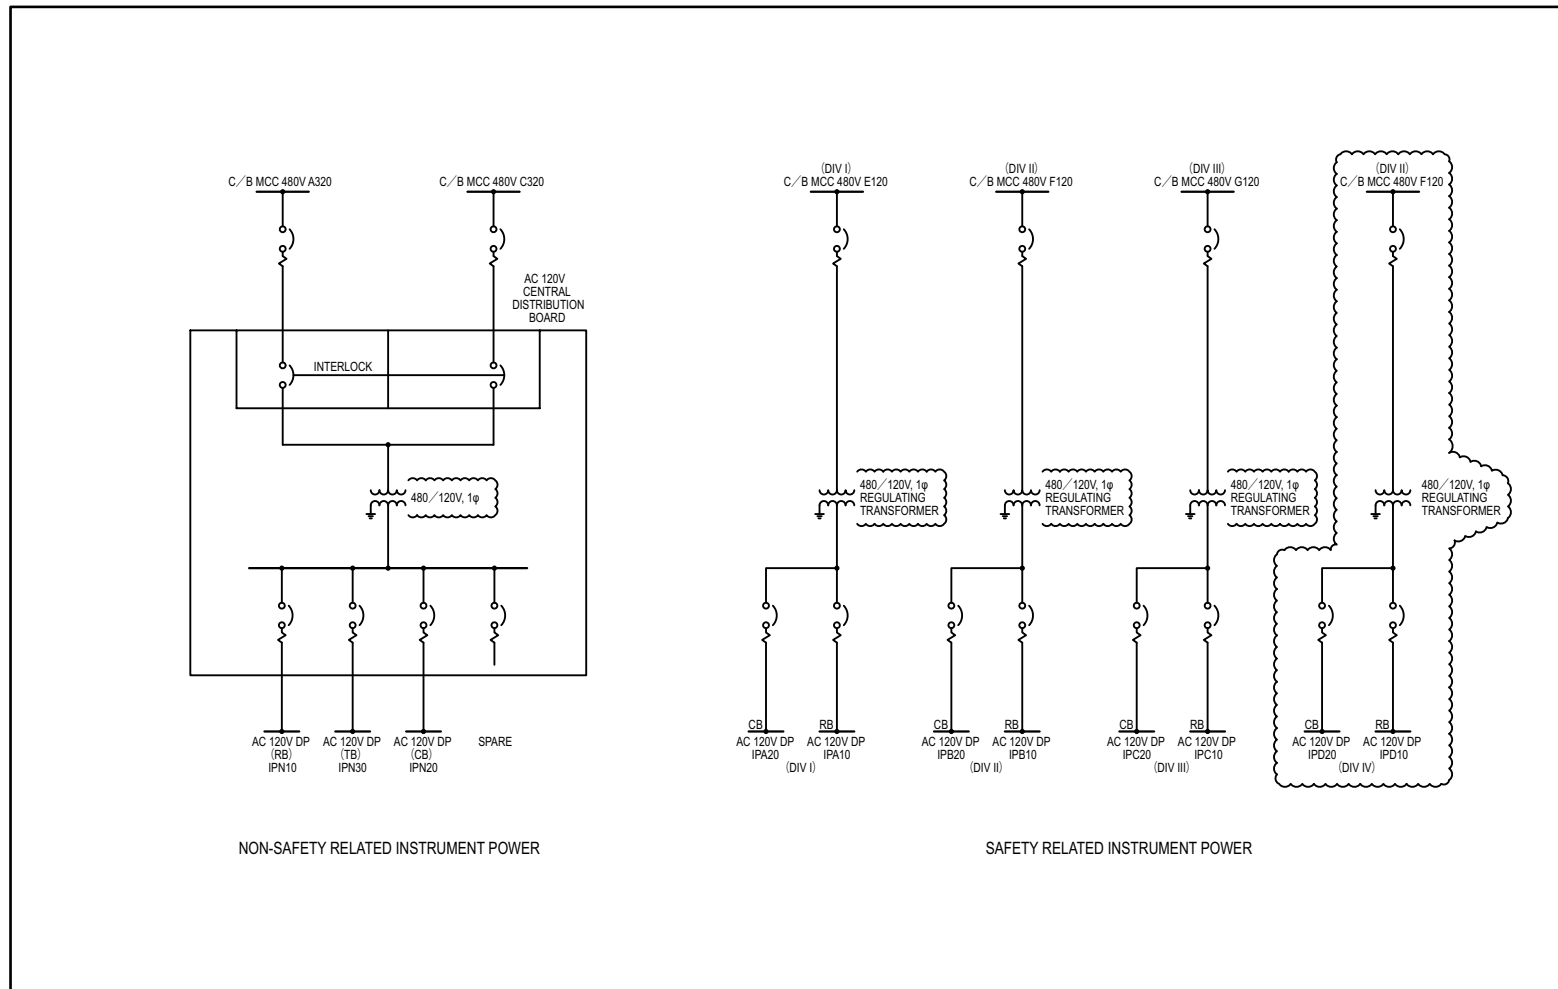 C/B MCC 480V A320
C/B MCC 480V C320
(DIV I)
C/B MCC 480V E120
(DIV II)
C/B MCC 480V F120
(DIV III)
C/B MCC 480V G120
(DIV II)
C/B MCC 480V F120
AC 120V
CENTRAL
DISTRIBUTION
BOARD
INTERLOCK
480/120V, 1φ
480/120V, 1φ
REGULATING
TRANSFORMER
480/120V, 1φ
REGULATING
TRANSFORMER
480/120V, 1φ
REGULATING
TRANSFORMER
480/120V, 1φ
REGULATING
TRANSFORMER
AC 120V DP
(RB)
IPN10
AC 120V DP
(TB)
IPN30
AC 120V DP
(CB)
IPN20
SPARE
CB
AC 120V DP
IPA20
RB
AC 120V DP
IPA10
(DIV I)
CB
AC 120V DP
IPB20
RB
AC 120V DP
IPB10
(DIV II)
CB
AC 120V DP
IPC20
RB
AC 120V DP
IPC10
(DIV III)
CB
AC 120V DP
IPD20
RB
AC 120V DP
IPD10
(DIV IV)
NON-SAFETY RELATED INSTRUMENT POWER
SAFETY RELATED INSTRUMENT POWER